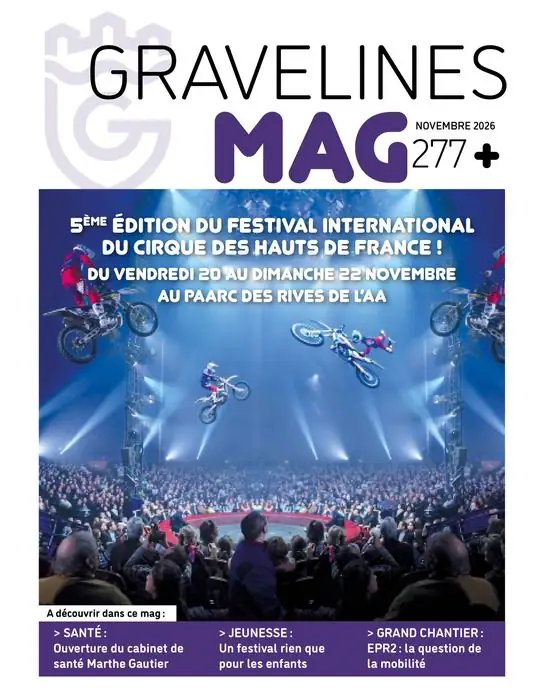 GRAVELINES
MAG
NOVEMBRE 2026
277 +
5ÈME ÉDITION DU FESTIVAL INTERNATIONAL
DU CIRQUE DES HAUTS DE FRANCE !
DU VENDREDI 20 AU DIMANCHE 22 NOVEMBRE
AU PAARC DES RIVES DE L'AA
A découvrir dans ce mag :
> SANTÉ :
Ouverture du cabinet de
santé Marthe Gautier
> JEUNESSE :
Un festival rien que
pour les enfants
> GRAND CHANTIER :
EPR2 : la question de
la mobilité